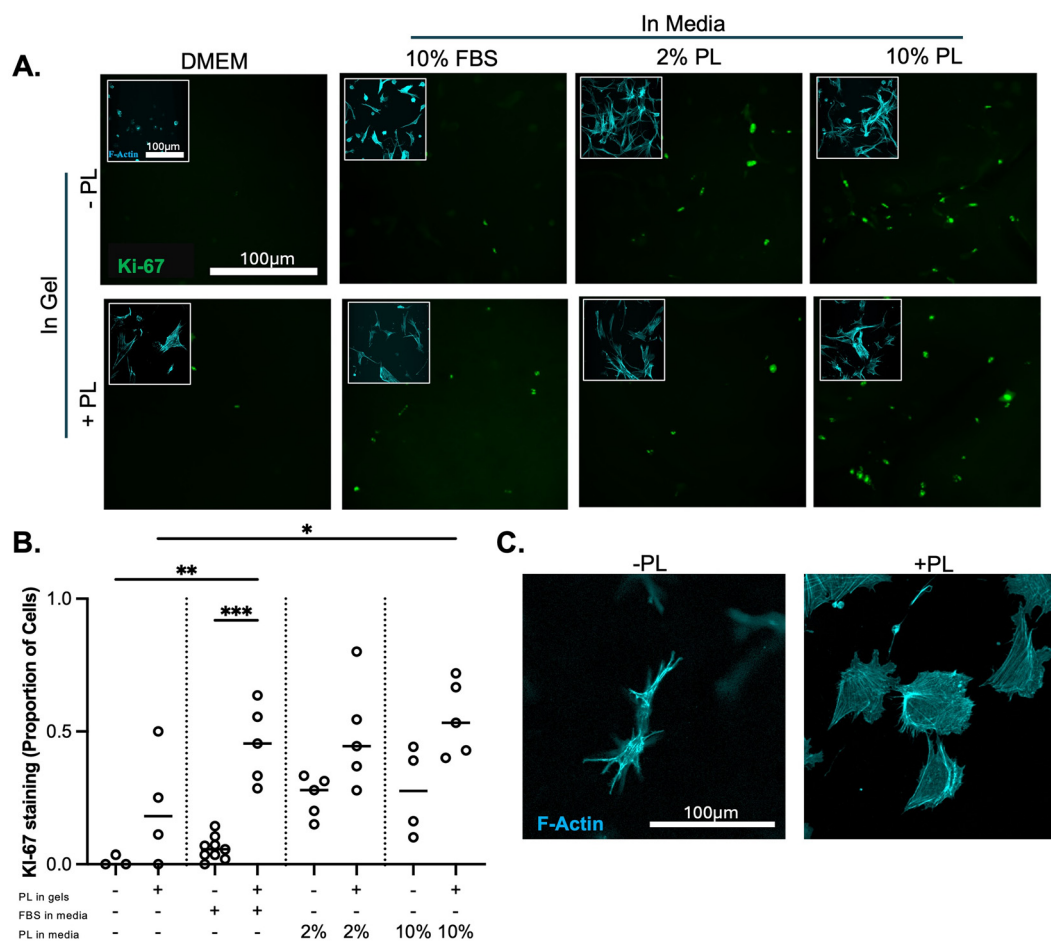 In Media
A.
DMEM
10% FBS
2% PL
10% PL
In Gel
- PL
+ PL
F-Actin
100μm
Ki-67
100μm
B.
*
**
***
KI-67 staining (Proportion of Cells)
1.0
0.5
0.0
PL in gels - + - + - + - +
FBS in media - - + + - - - -
PL in media - - - - 2% 2% 10% 10%
C.
-PL
+PL
F-Actin
100μm